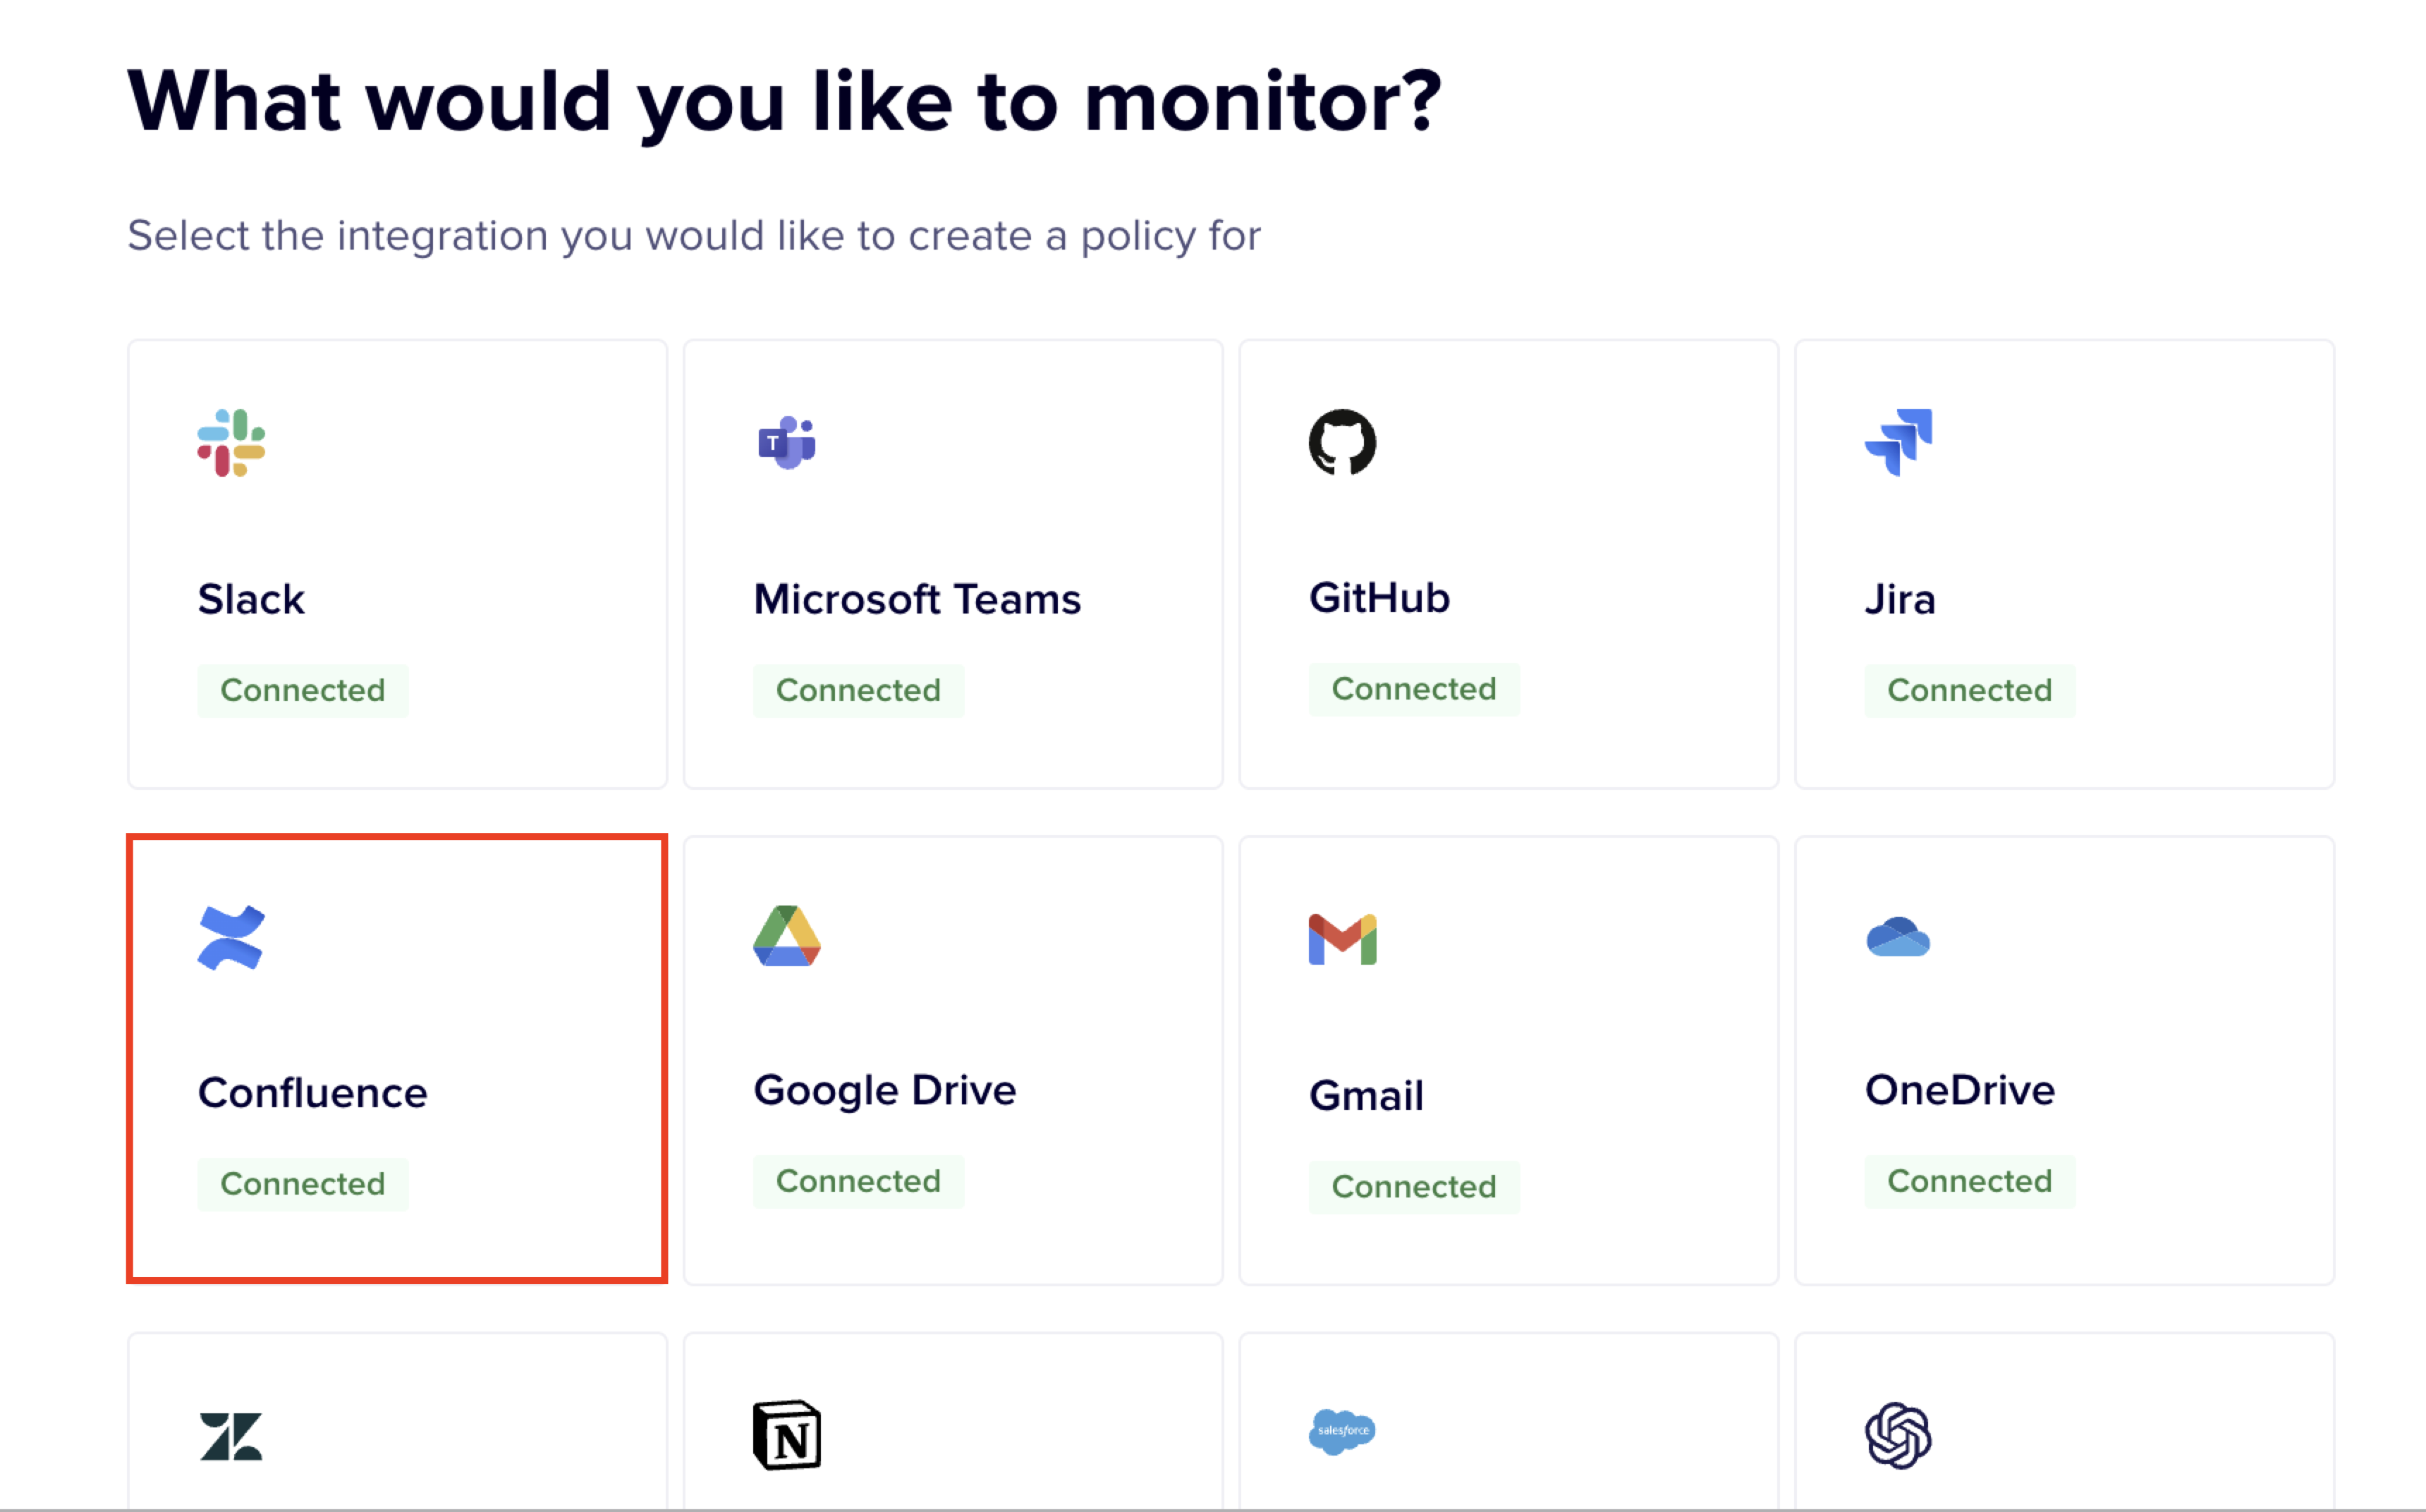 What would you like to monitor?
Select the integration you would like to create a policy for
T
Slack
Microsoft Teams
GitHub
Jira
Connected
Connected
Connected
Connected
Confluence
Google Drive
Gmail
OneDrive
Connected
Connected
Connected
Connected
N
salesforce